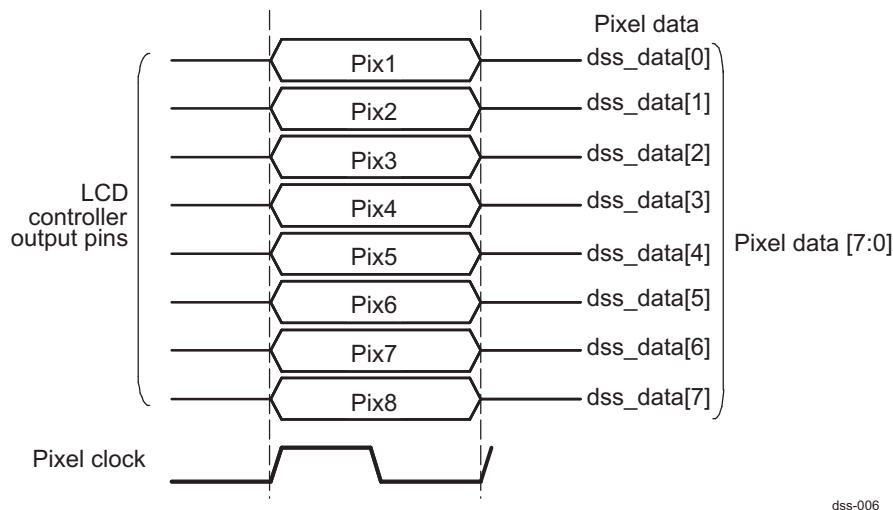 Pixel data
Pix1 dss_data[0]
Pix2 dss_data[1]
Pix3 dss_data[2]
LCD
controller
output pins
Pix4 dss_data[3]
Pix5 dss_data[4]
Pixel data [7:0]
Pix6 dss_data[5]
Pix7 dss_data[6]
Pix8 dss_data[7]
Pixel clock
dss-006